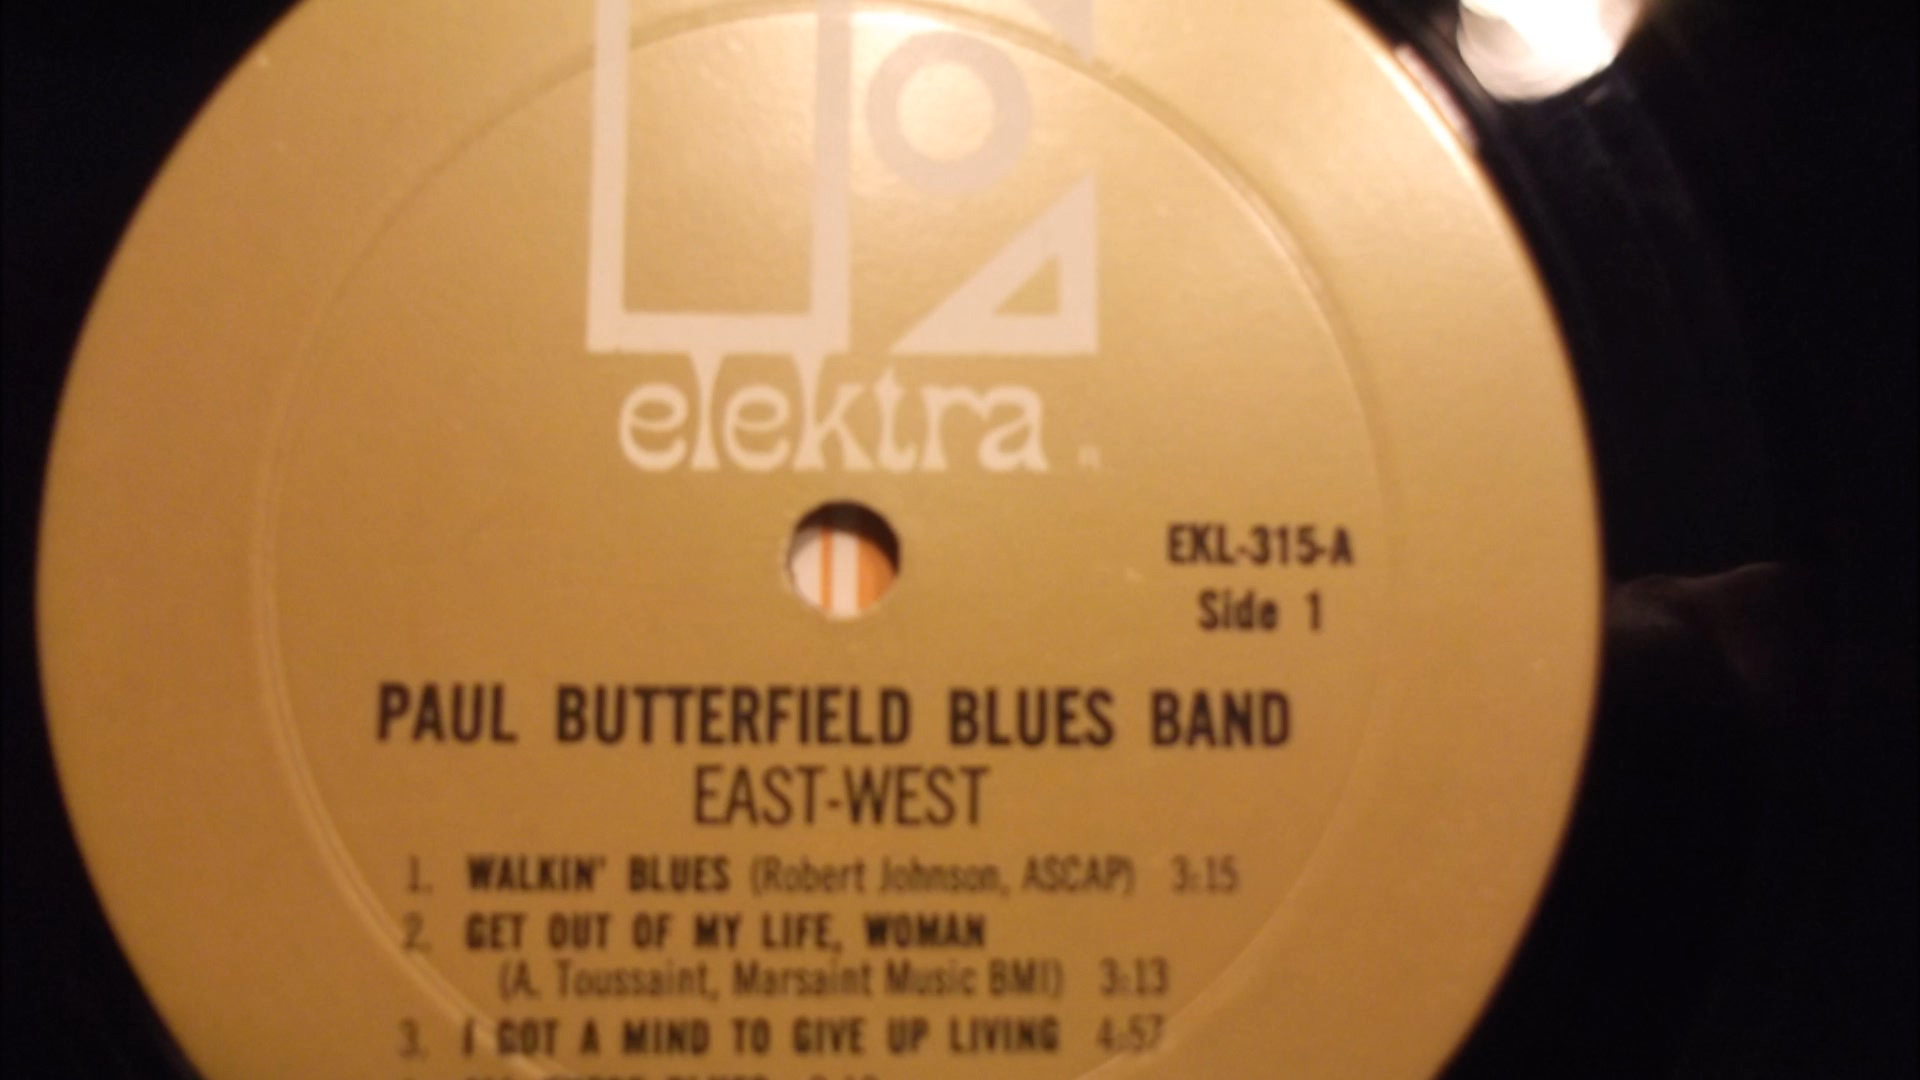 elektra
EKL-315-A
Side 1
PAUL BUTTERFIELD BLUES BAND
EAST-WEST
1. WALKIN' BLUES (Robert Johnson, ASCAP) 3:15
2. GET OUT OF MY LIFE, WOMAN
(A. Toussaint, Marsaint Music BMI) 3:13
3. I GOT A MIND TO GIVE UP LIVING 4:57